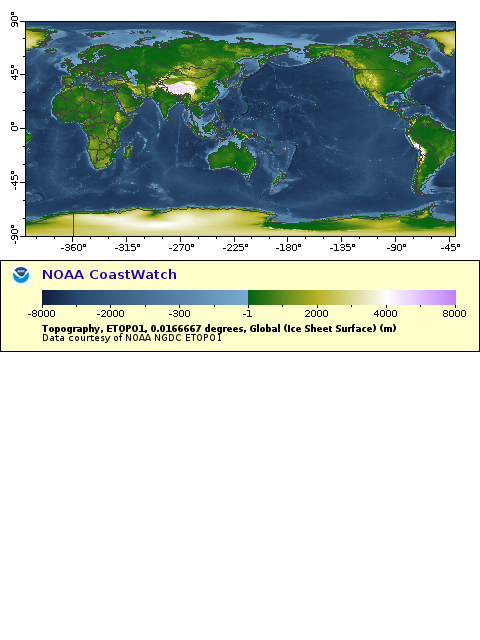 90°
45°
0°
-45°
-90°
-360° -315° -270° -225° -180° -135° -90° -45°
NOAA CoastWatch
-8000 -2000 -300 -1 2000 4000 8000
Topography, ETOPO1, 0.0166667 degrees, Global (Ice Sheet Surface) (m)
Data courtesy of NOAA NGDC ETOPO1